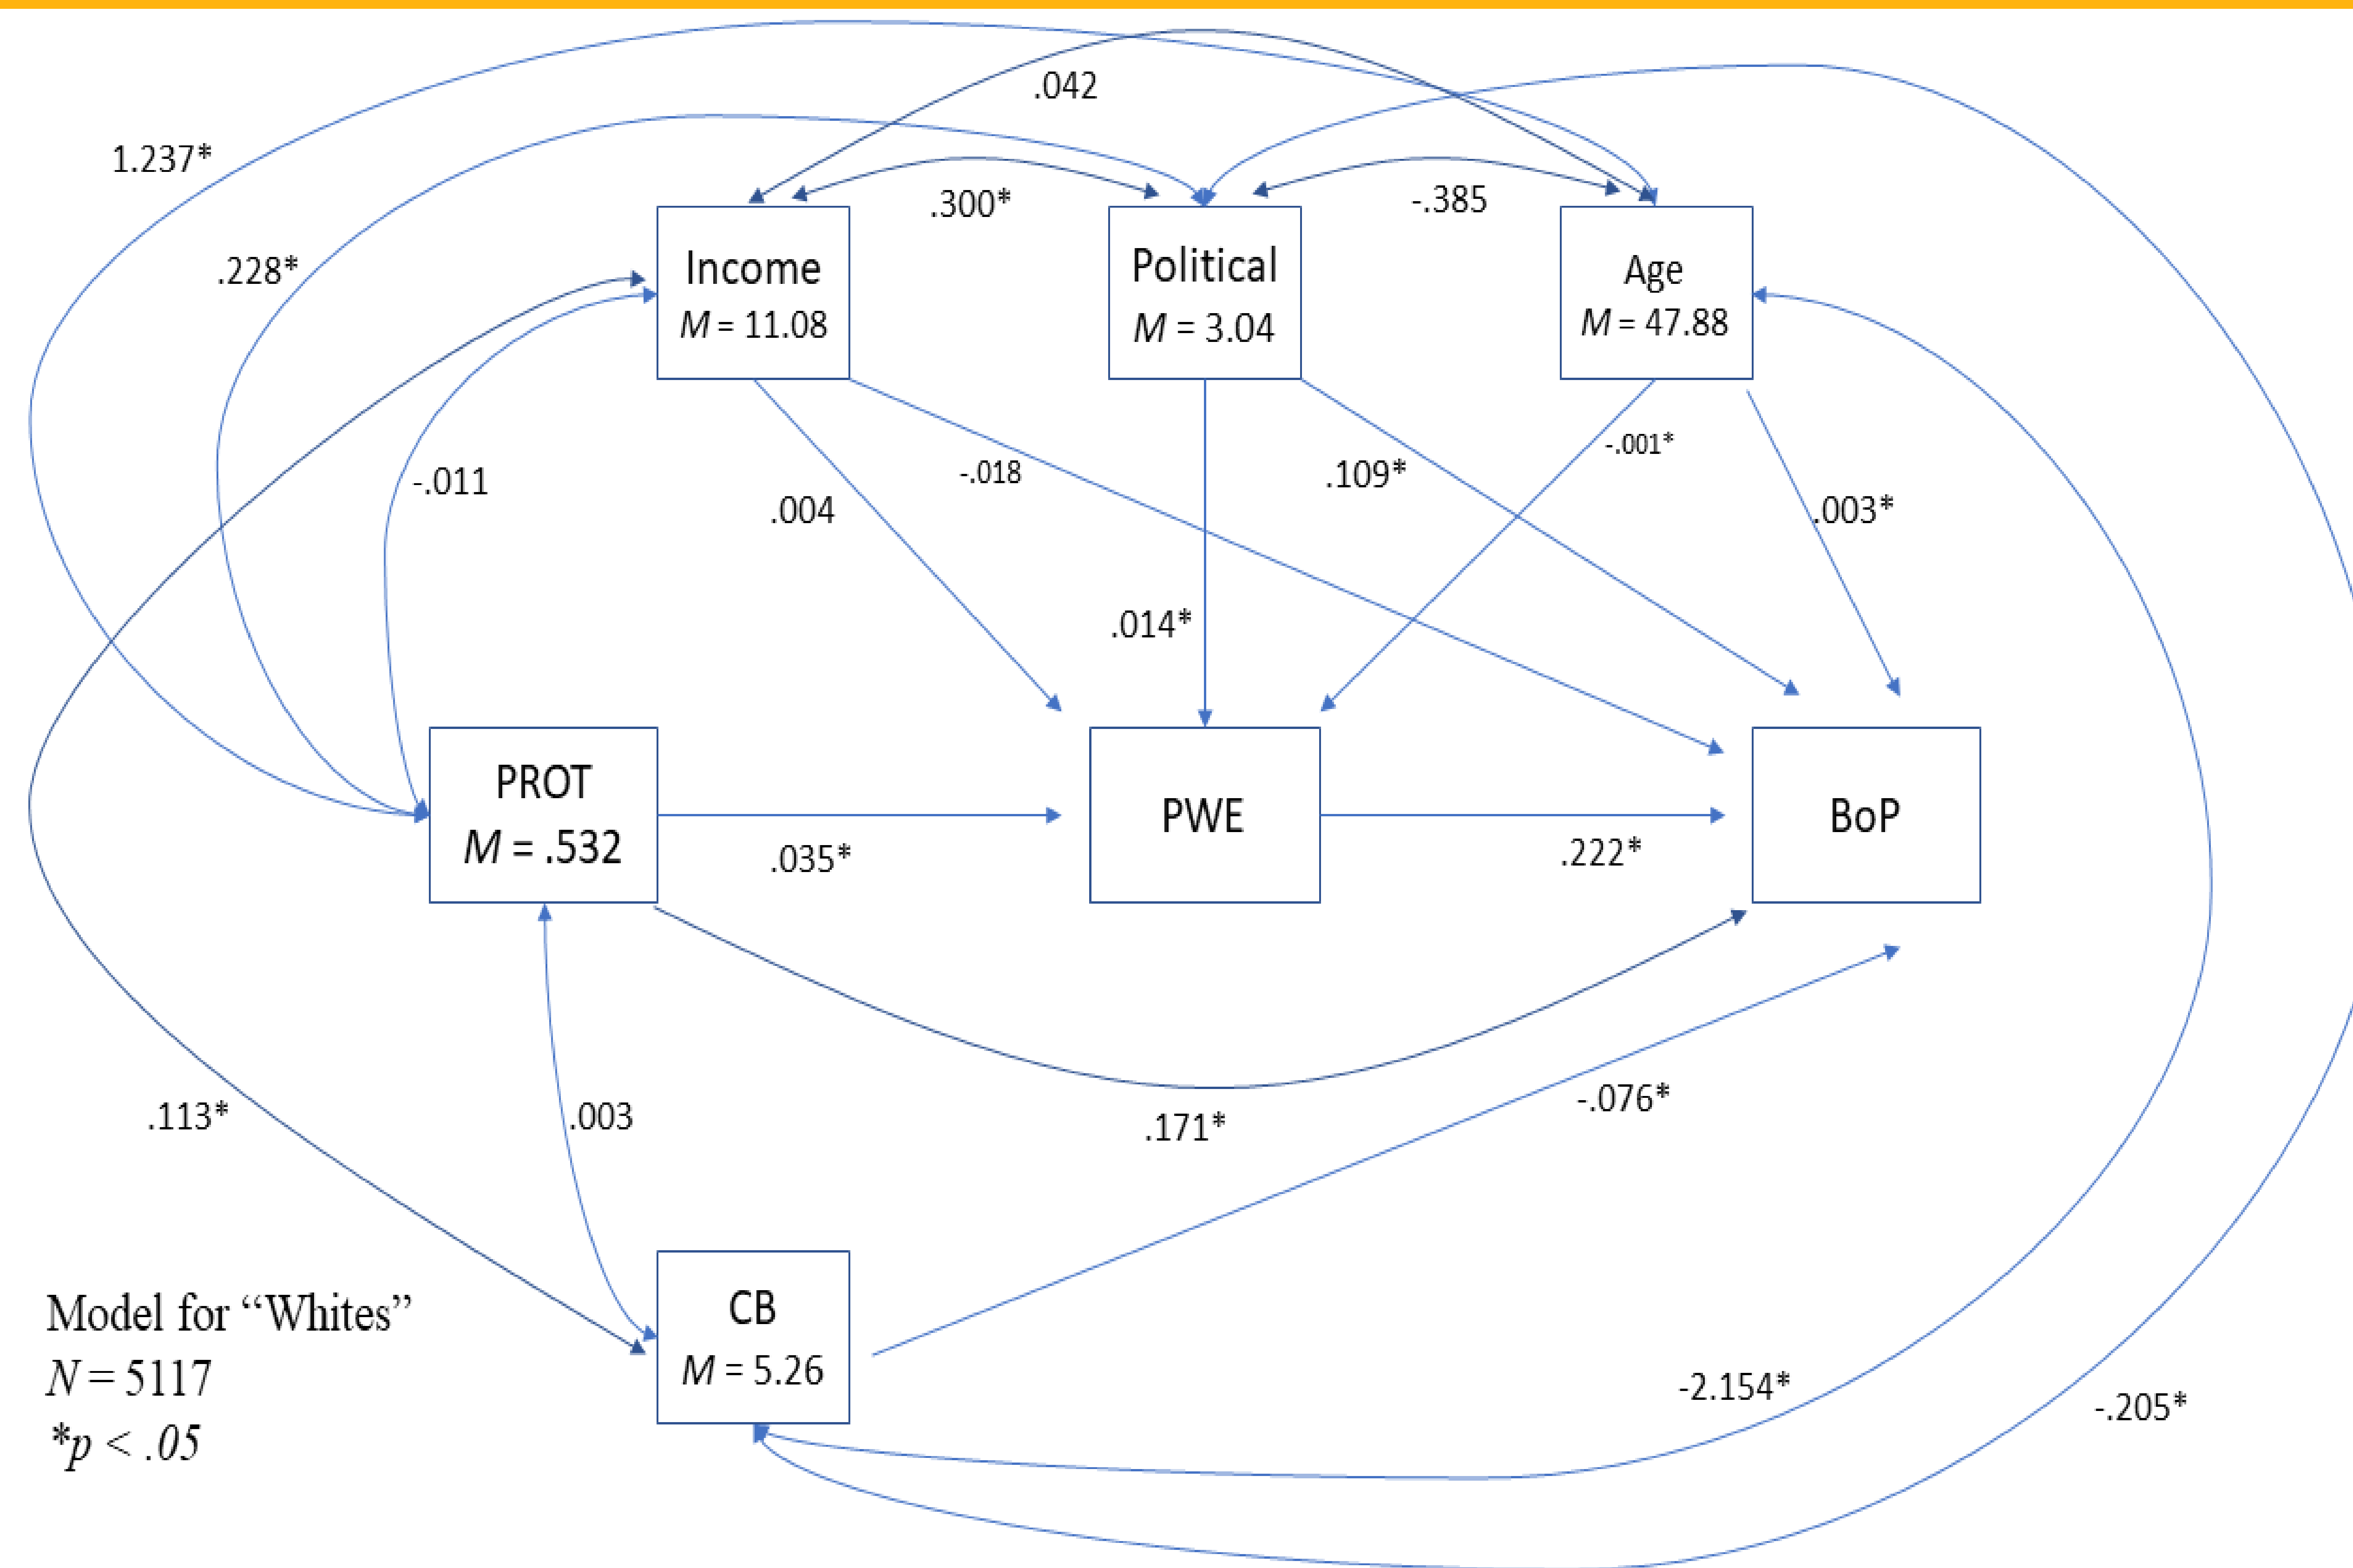 .042
1.237*
.300*
-.385
.228*
Income
M = 11.08
Political
M = 3.04
Age
M = 47.88
-.011
.004
-.018
.109*
-.001*
.003*
.014*
PROT
M = .532
PWE
BoP
.035*
.222*
.113*
.003
.171*
-.076*
CB
M = 5.26
-2.154*
-.205*
Model for “Whites”
N = 5117
*p < .05